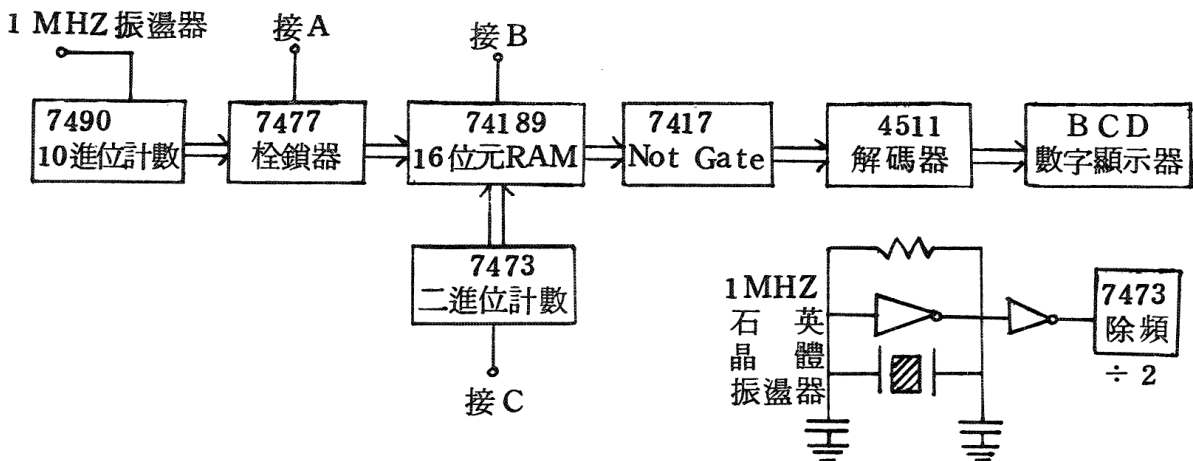 1 MHZ 振盪器
接A
接B
7490
10進位計數
7477
栓鎖器
74189
16位元RAM
7417
Not Gate
4511
解碼器
BCD
數字顯示器
7473
二進位計數
接C
1MHZ
石英
晶體
振盪器
7473
除頻
÷2